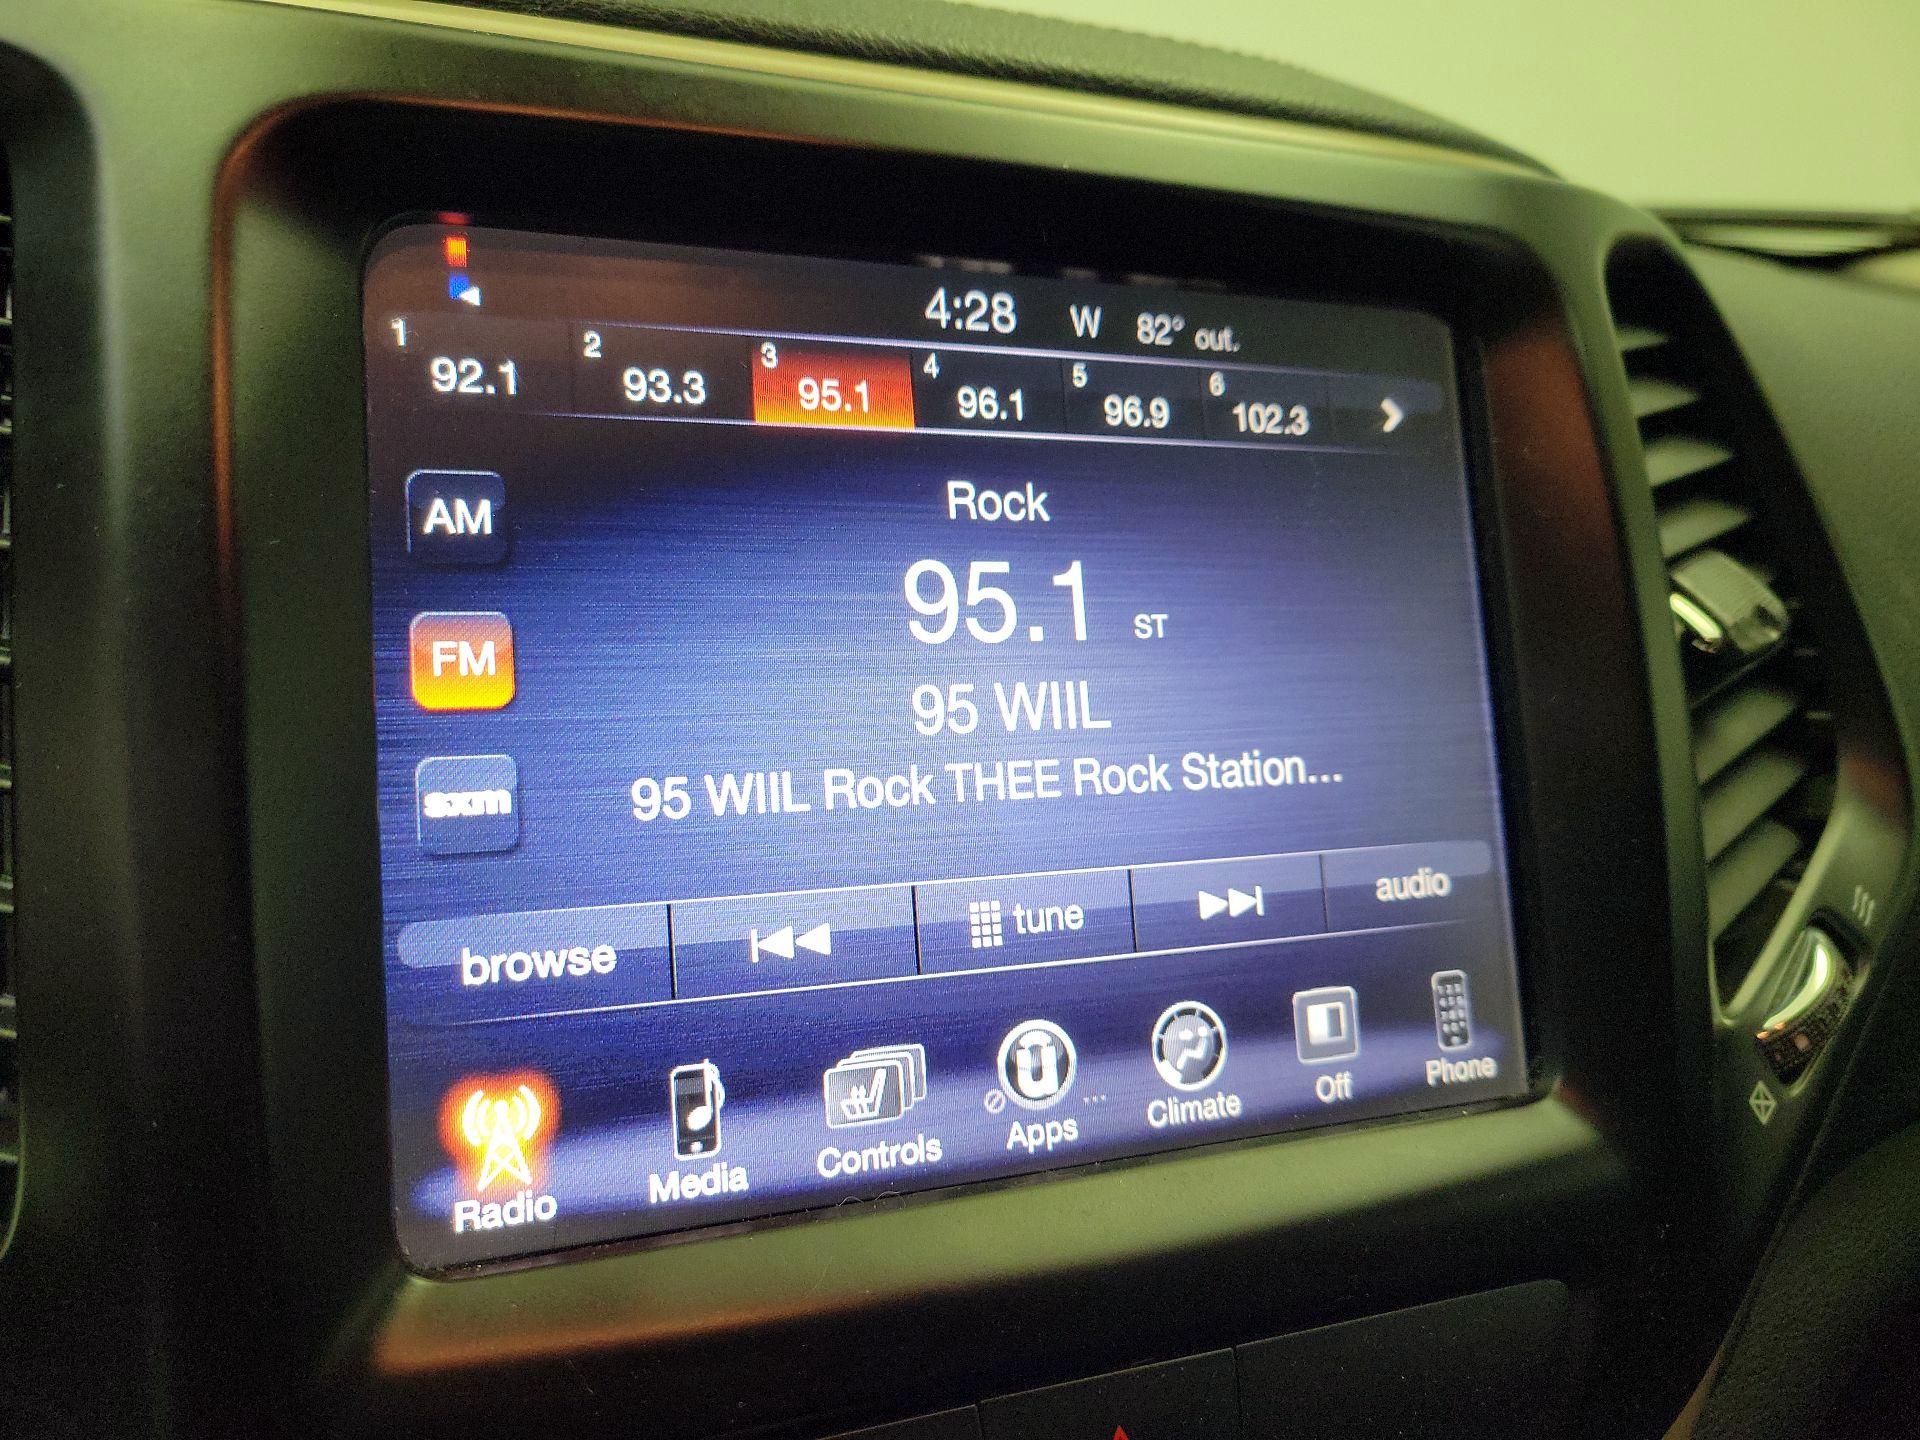 4:28 W 82° out.
1 92.1 2 93.3 3 95.1 4 96.1 5 96.9 6 102.3
AM
Rock
95.1 ST
FM
95 WIIL
sxm
95 WIIL Rock THEE Rock Station...
browse tune audio
Radio Media Controls Apps ... Climate Off Phone